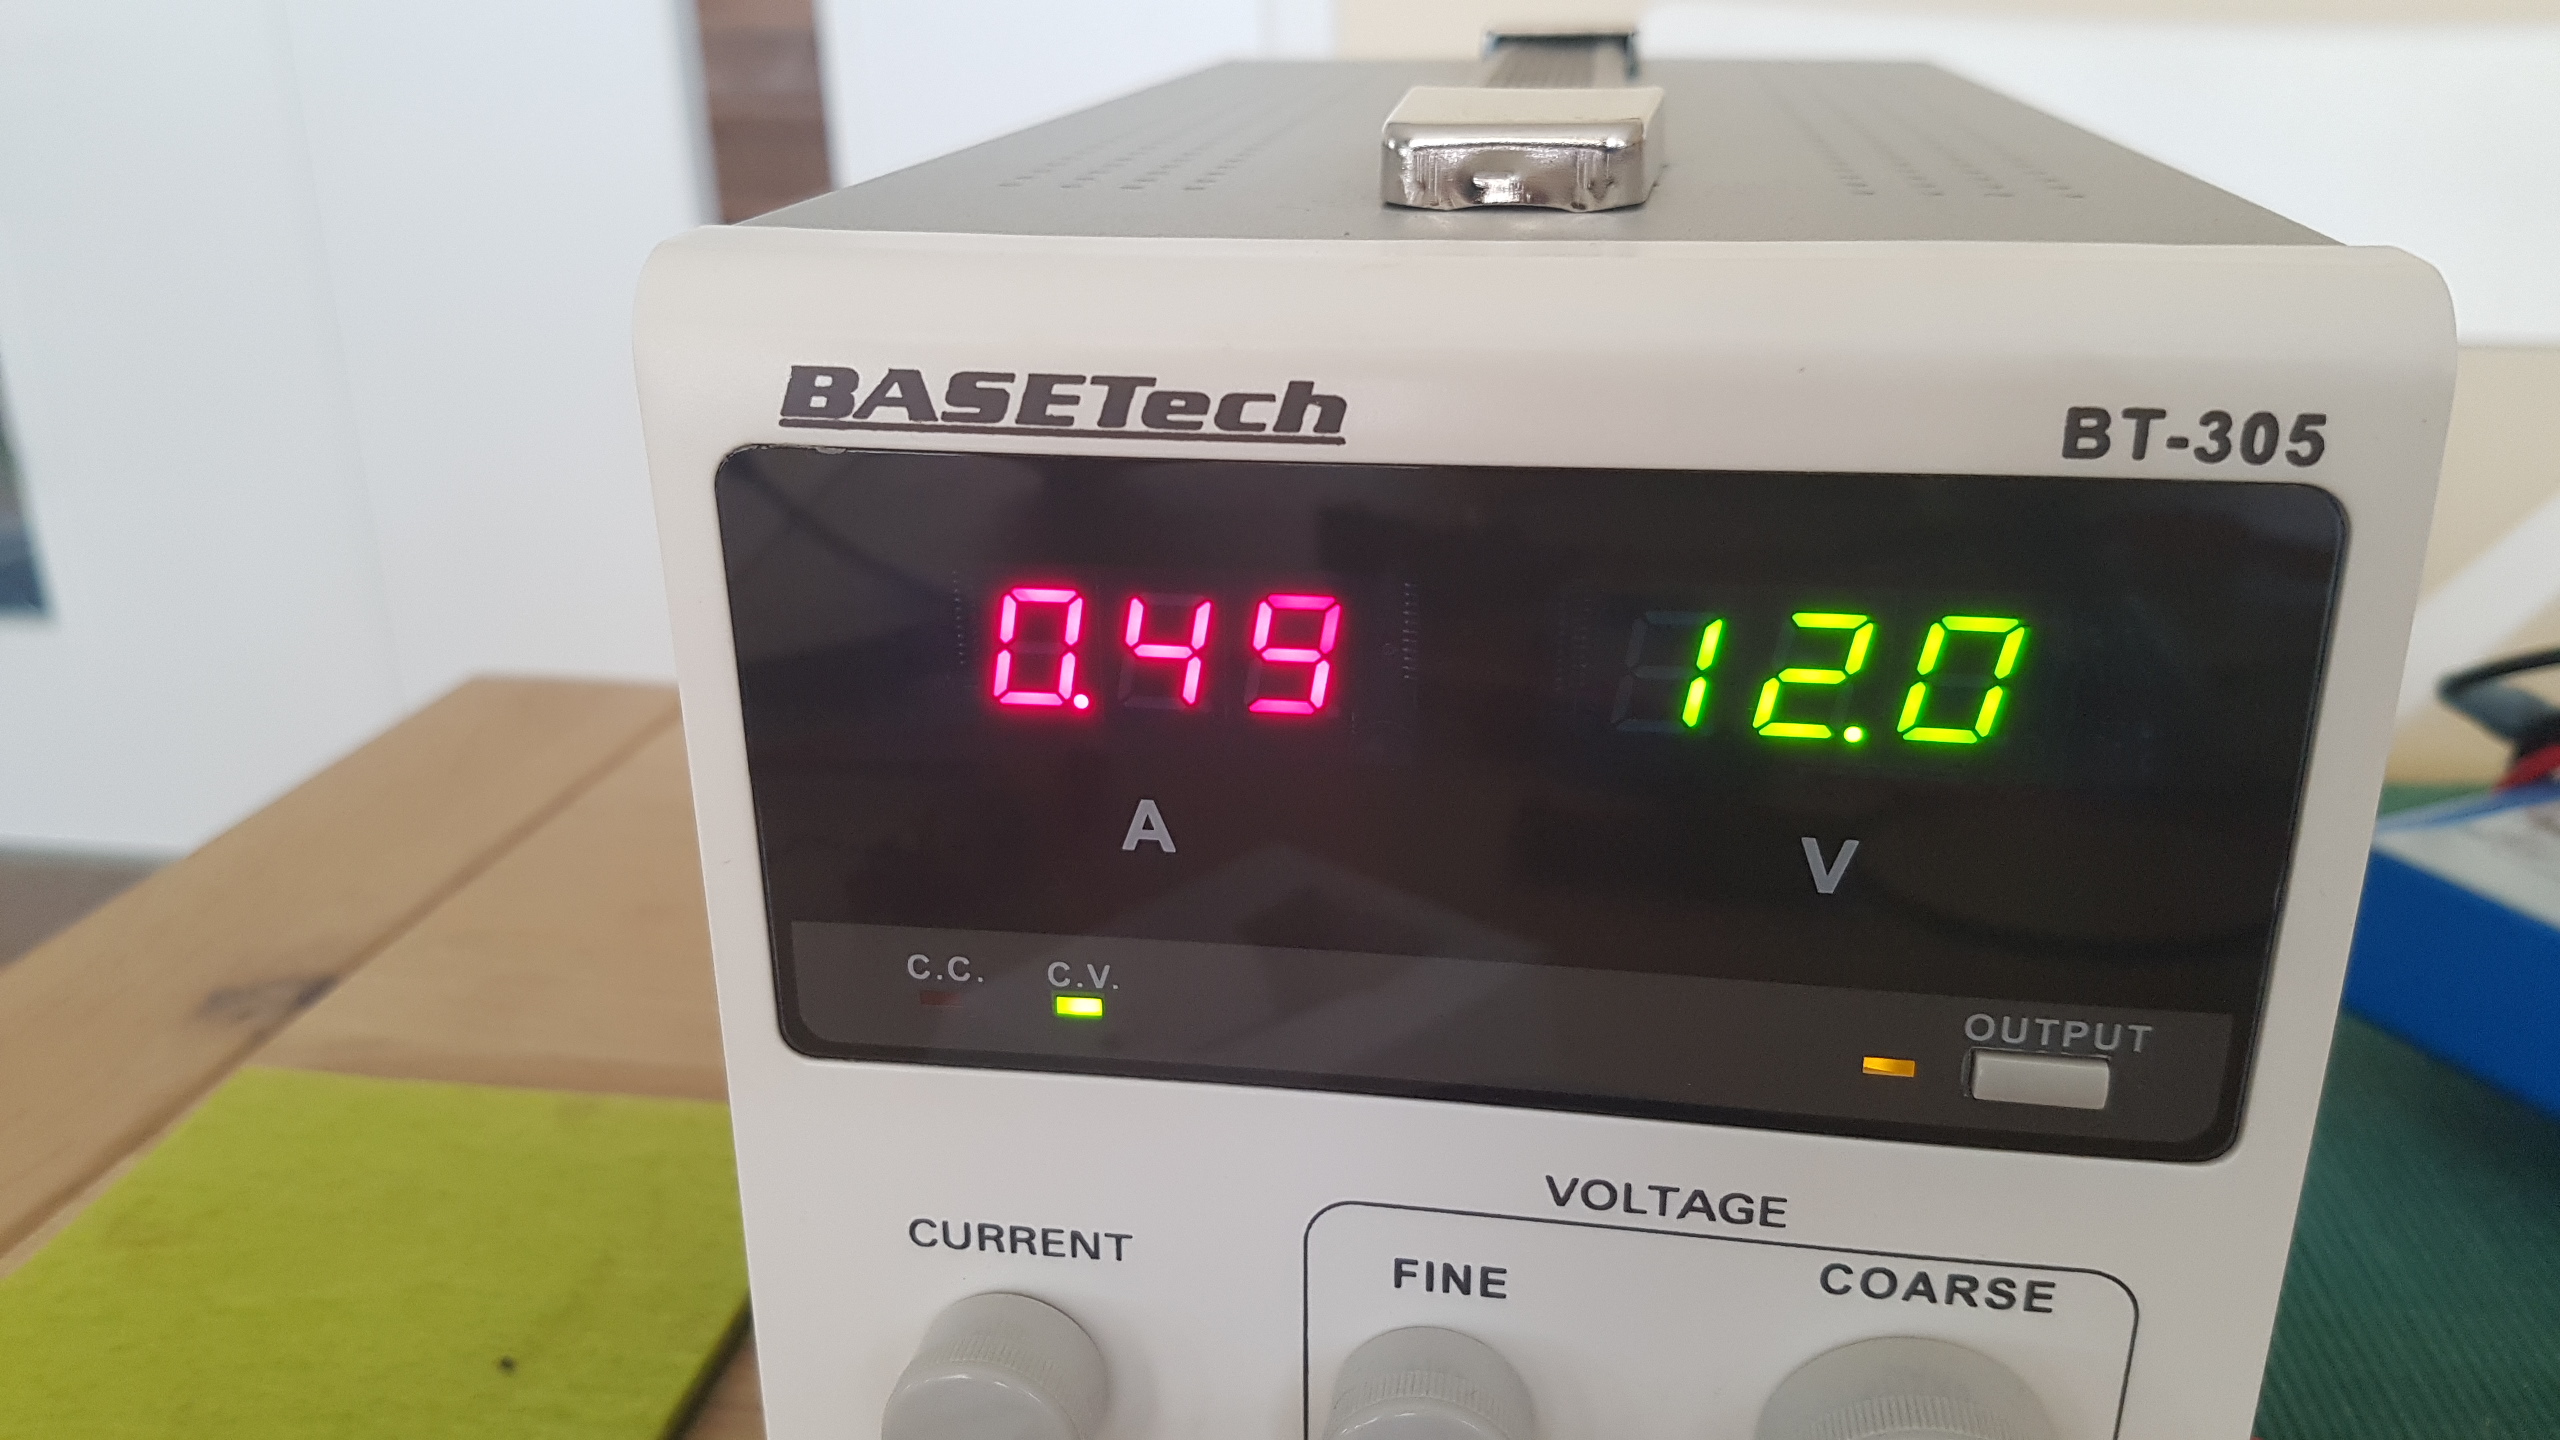 BASETech
BT-305
0.49
12.0
A
V
C.C.
C.V.
OUTPUT
VOLTAGE
CURRENT
FINE
COARSE